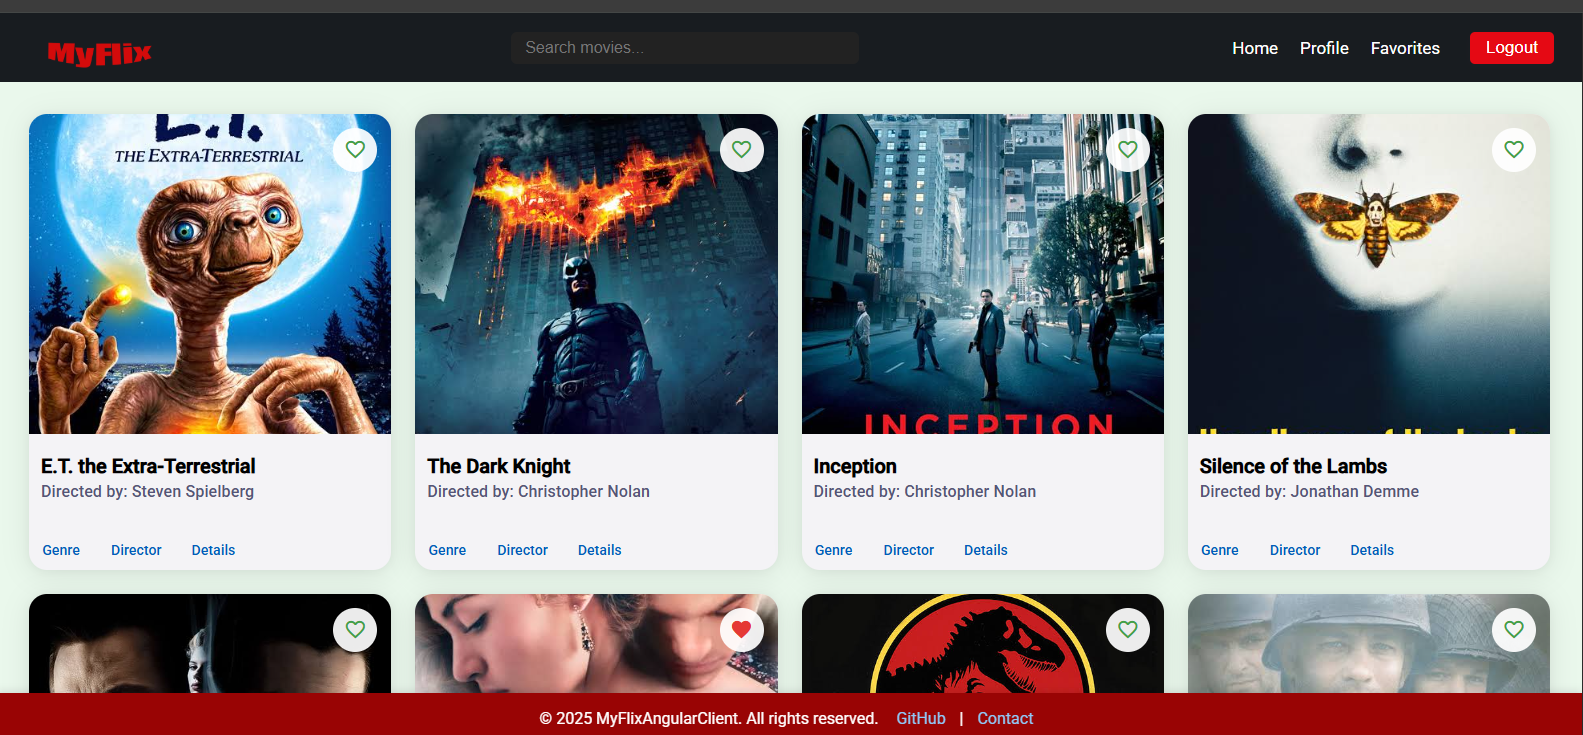 MyFlix
Search movies...
Home Profile Favorites Logout
E.T.
THE EXTRA-TERRESTRIAL
INCEPTION
E.T. the Extra-Terrestrial
Directed by: Steven Spielberg
Genre Director Details
The Dark Knight
Directed by: Christopher Nolan
Genre Director Details
Inception
Directed by: Christopher Nolan
Genre Director Details
Silence of the Lambs
Directed by: Jonathan Demme
Genre Director Details
© 2025 MyFlixAngularClient. All rights reserved. GitHub | Contact